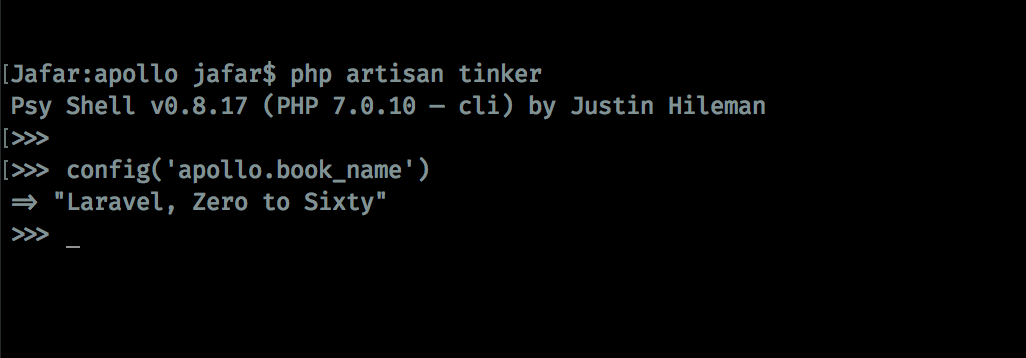 [Jafar:apollo jafar$ php artisan tinker
Psy Shell v0.8.17 (PHP 7.0.10 — cli) by Justin Hileman
[>>>
[>>> config('apollo.book_name')
=> "Laravel, Zero to Sixty"
>>> _